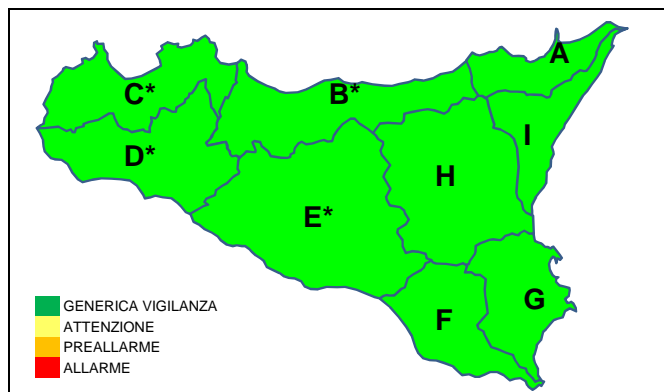 A
C*
B*
I
D*
H
E*
G
F
GENERICA VIGILANZA
ATTENZIONE
PREALLARME
ALLARME